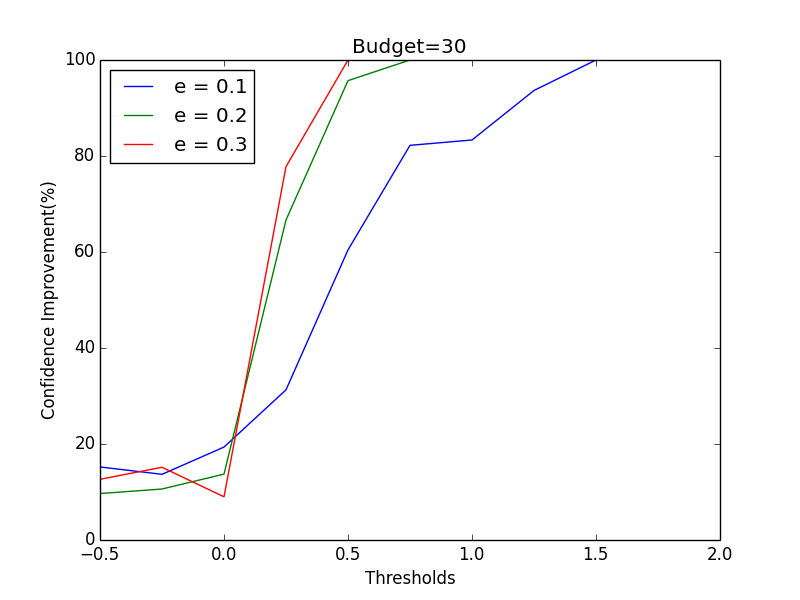 Budget=30
e = 0.1
e = 0.2
e = 0.3
Confidence Improvement(%)
100
80
60
40
20
0
−0.5 0.0 0.5 1.0 1.5 2.0
Thresholds